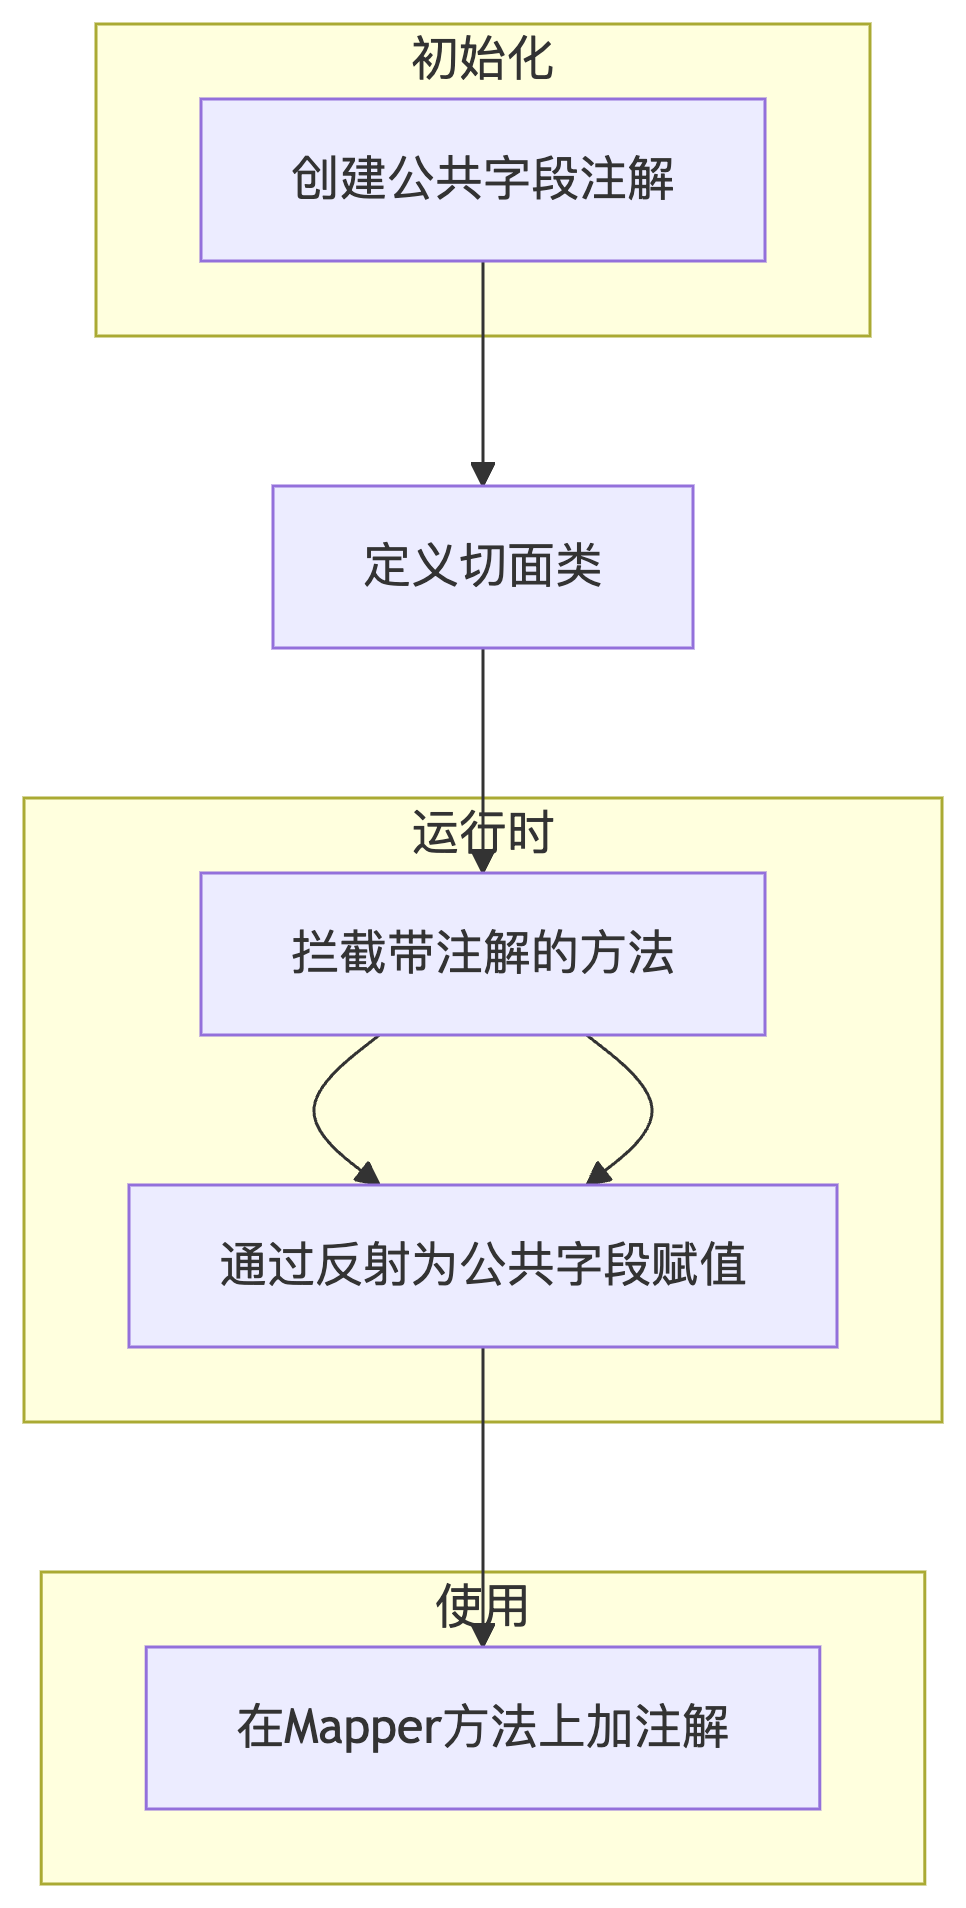 初始化
创建公共字段注解
定义切面类
运行时
拦截带注解的方法
通过反射为公共字段赋值
使用
在Mapper方法上加注解